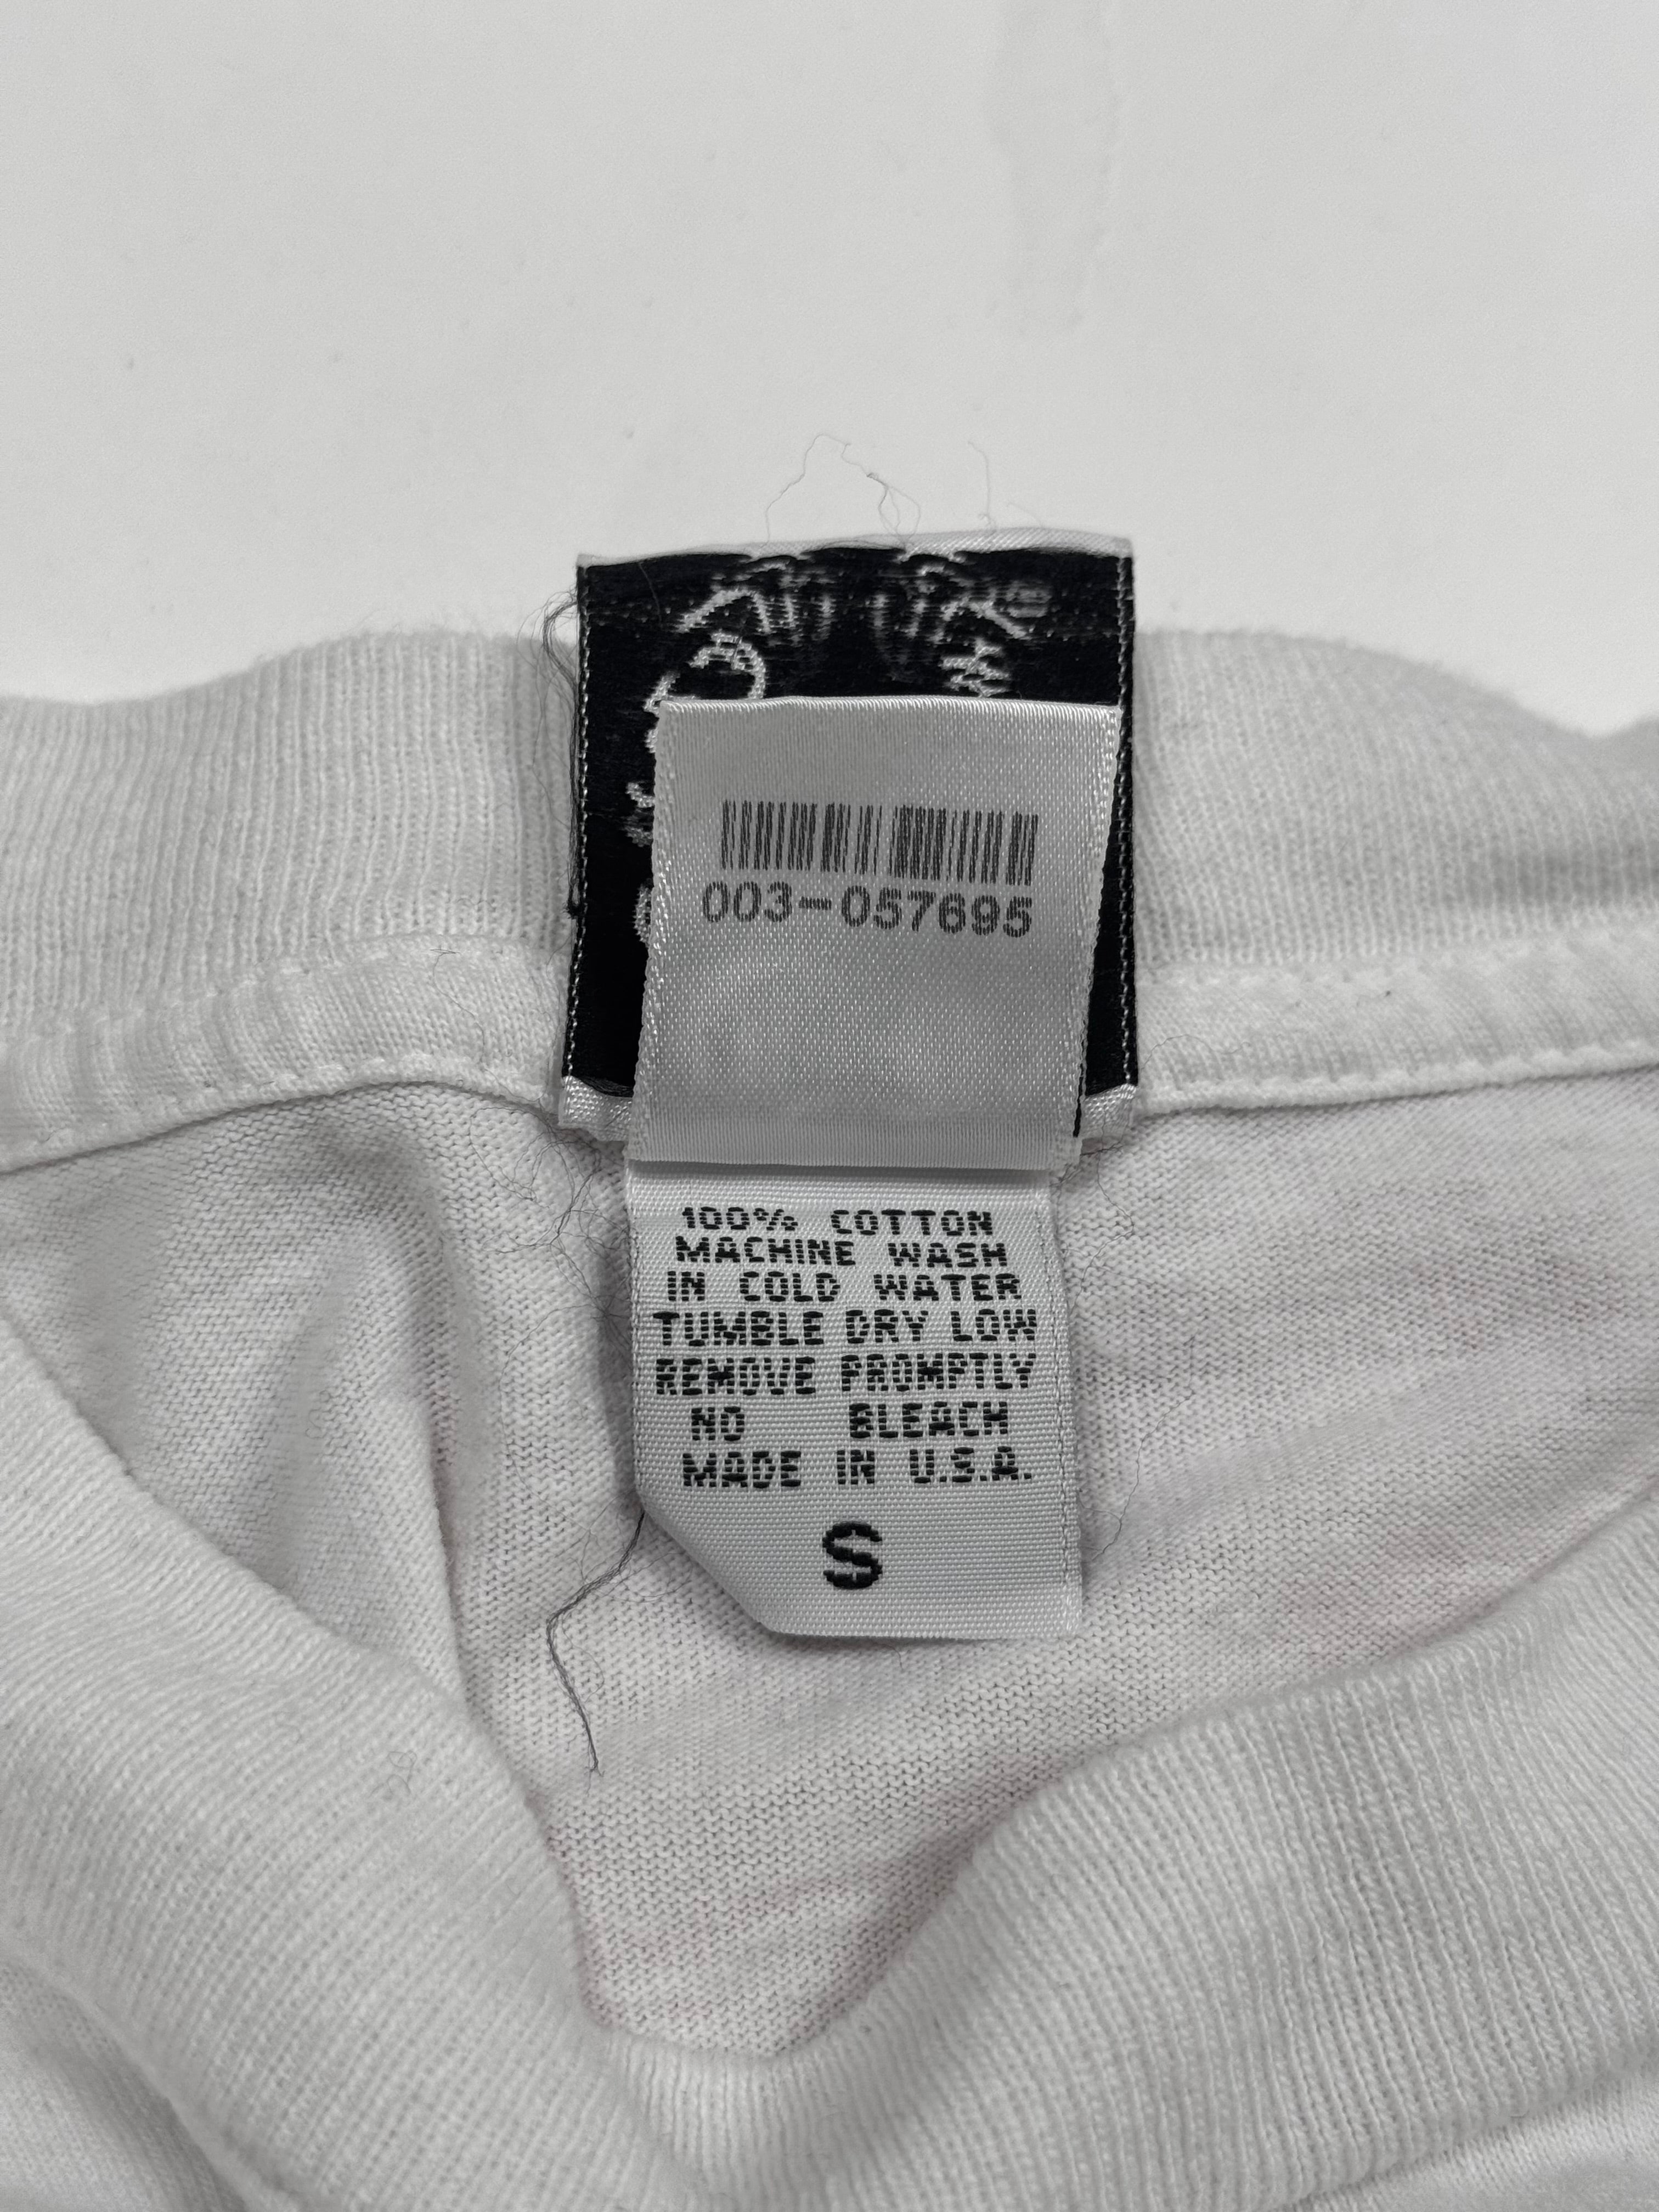 003-057695
100% COTTON
MACHINE WASH
IN COLD WATER
TUMBLE DRY LOW
REMOVE PROMPTLY
NO BLEACH
MADE IN U.S.A.
S